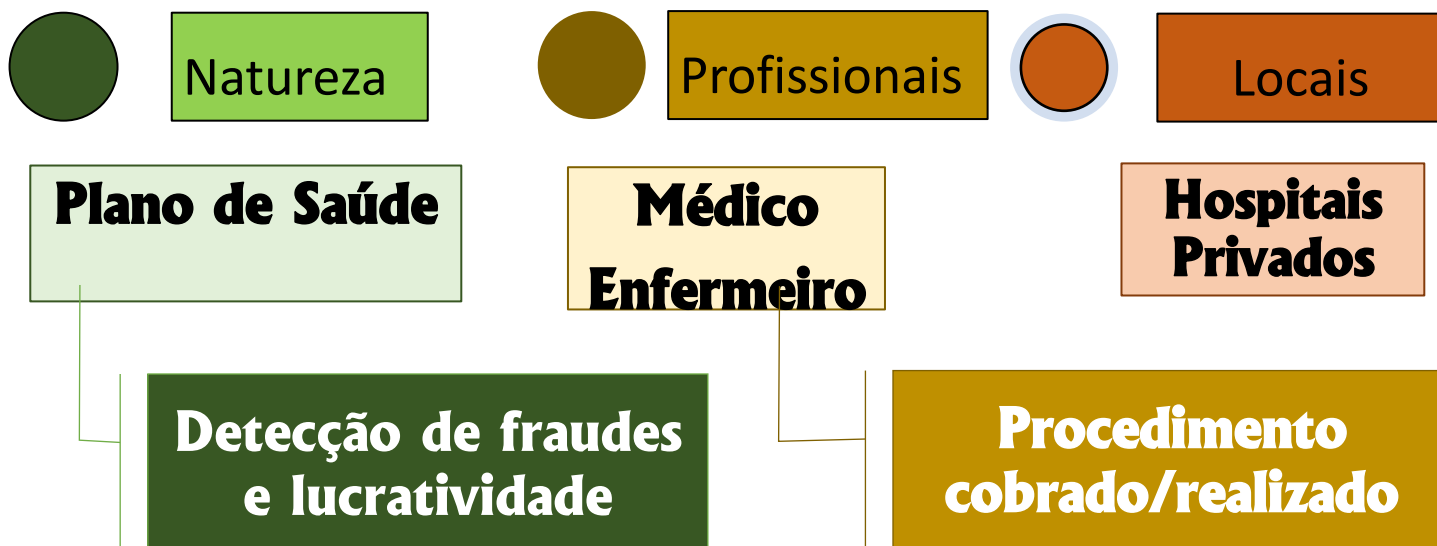 Natureza
Profissionais
Locais
Plano de Saúde
Médico
Enfermeiro
Hospitais
Privados
Detecção de fraudes
e lucratividade
Procedimento
cobrado/realizado